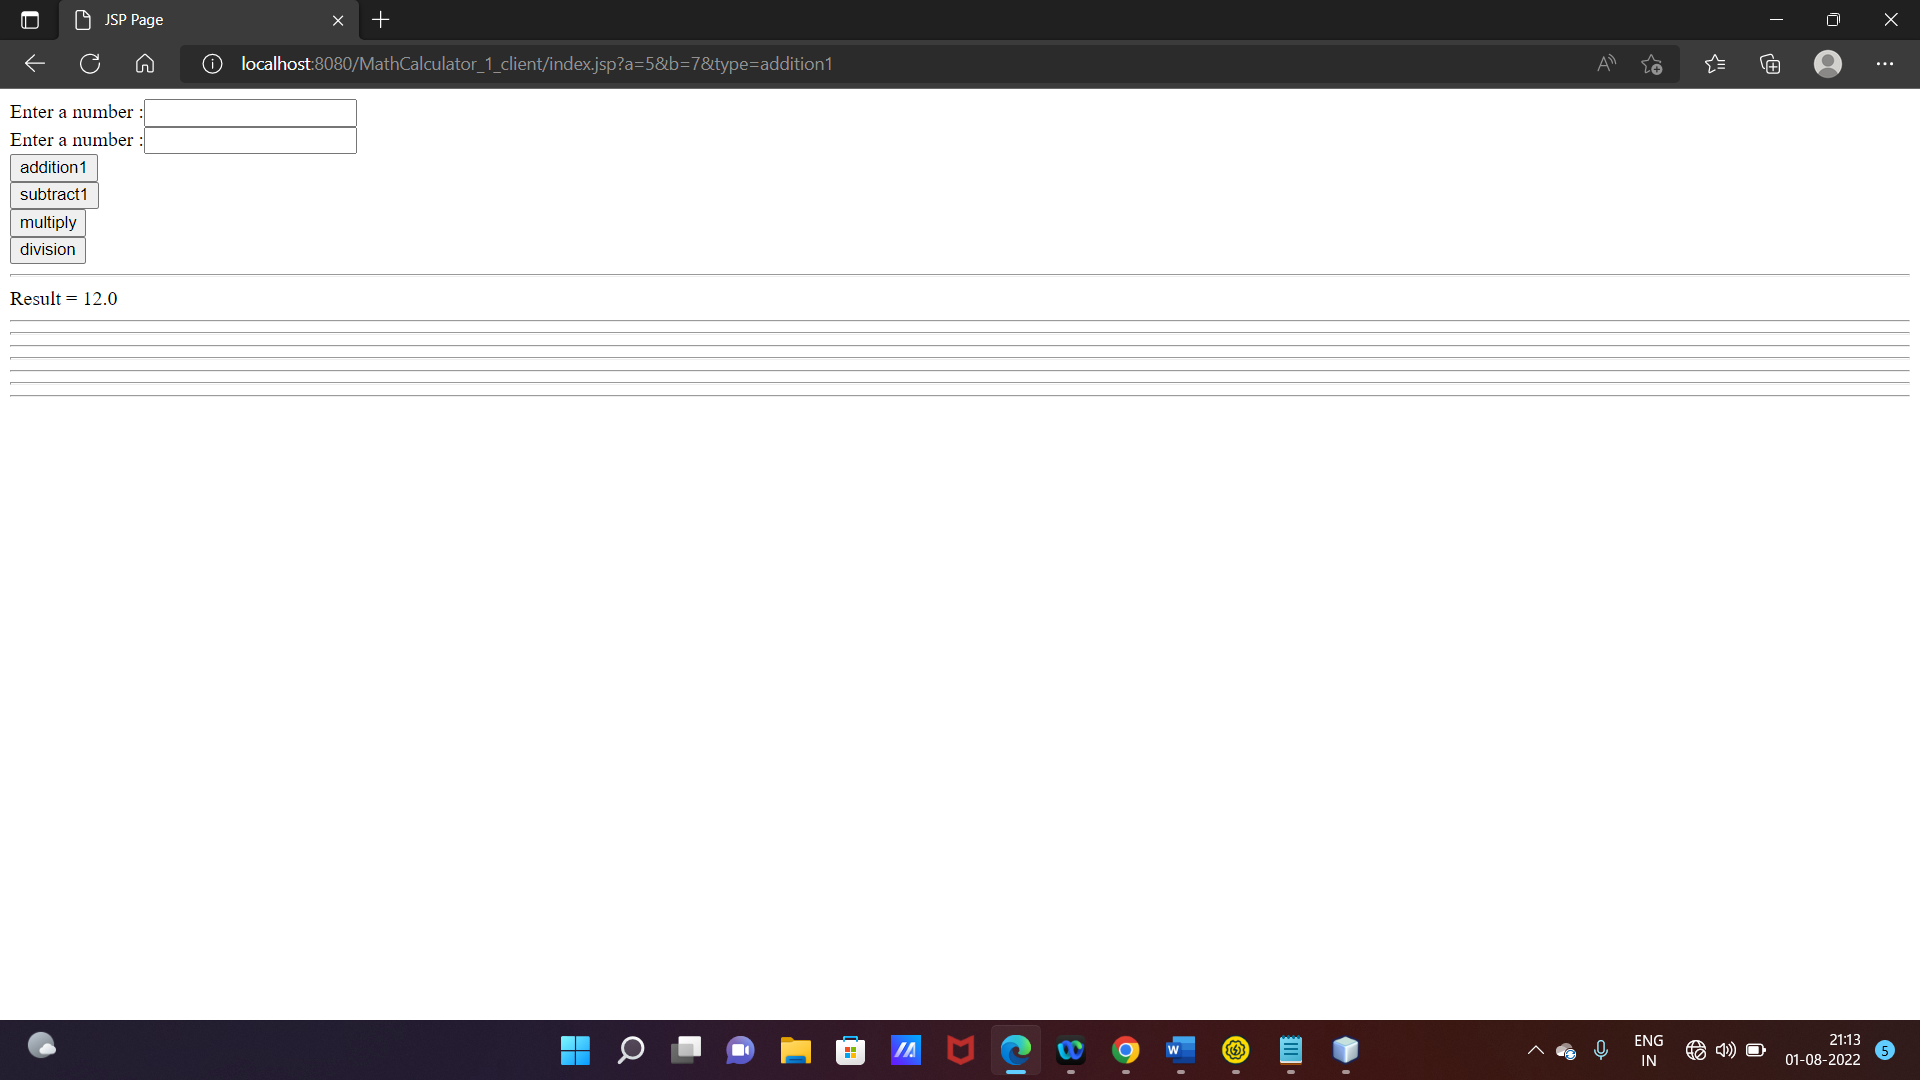 JSP Page
localhost:8080/MathCalculator_1_client/index.jsp?a=5&b=7&type=addition1
Enter a number :
Enter a number :
addition1
subtract1
multiply
division
Result = 12.0
ENG
IN
21:13
01-08-2022
5